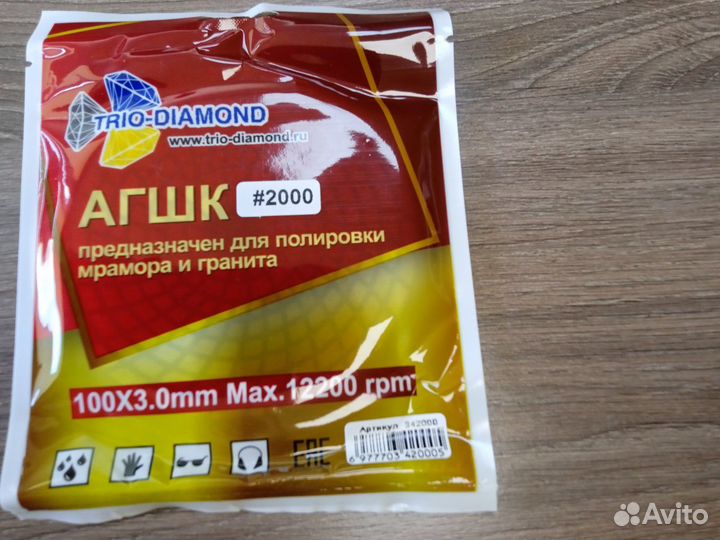 TRIO-DIAMOND
www.trio-diamond.ru
АГШК #2000
предназначен для полировки
мрамора и гранита
100X3.0mm Max.12200 rpm
Артикул 342000
6 977703 420005
EAC
Avito